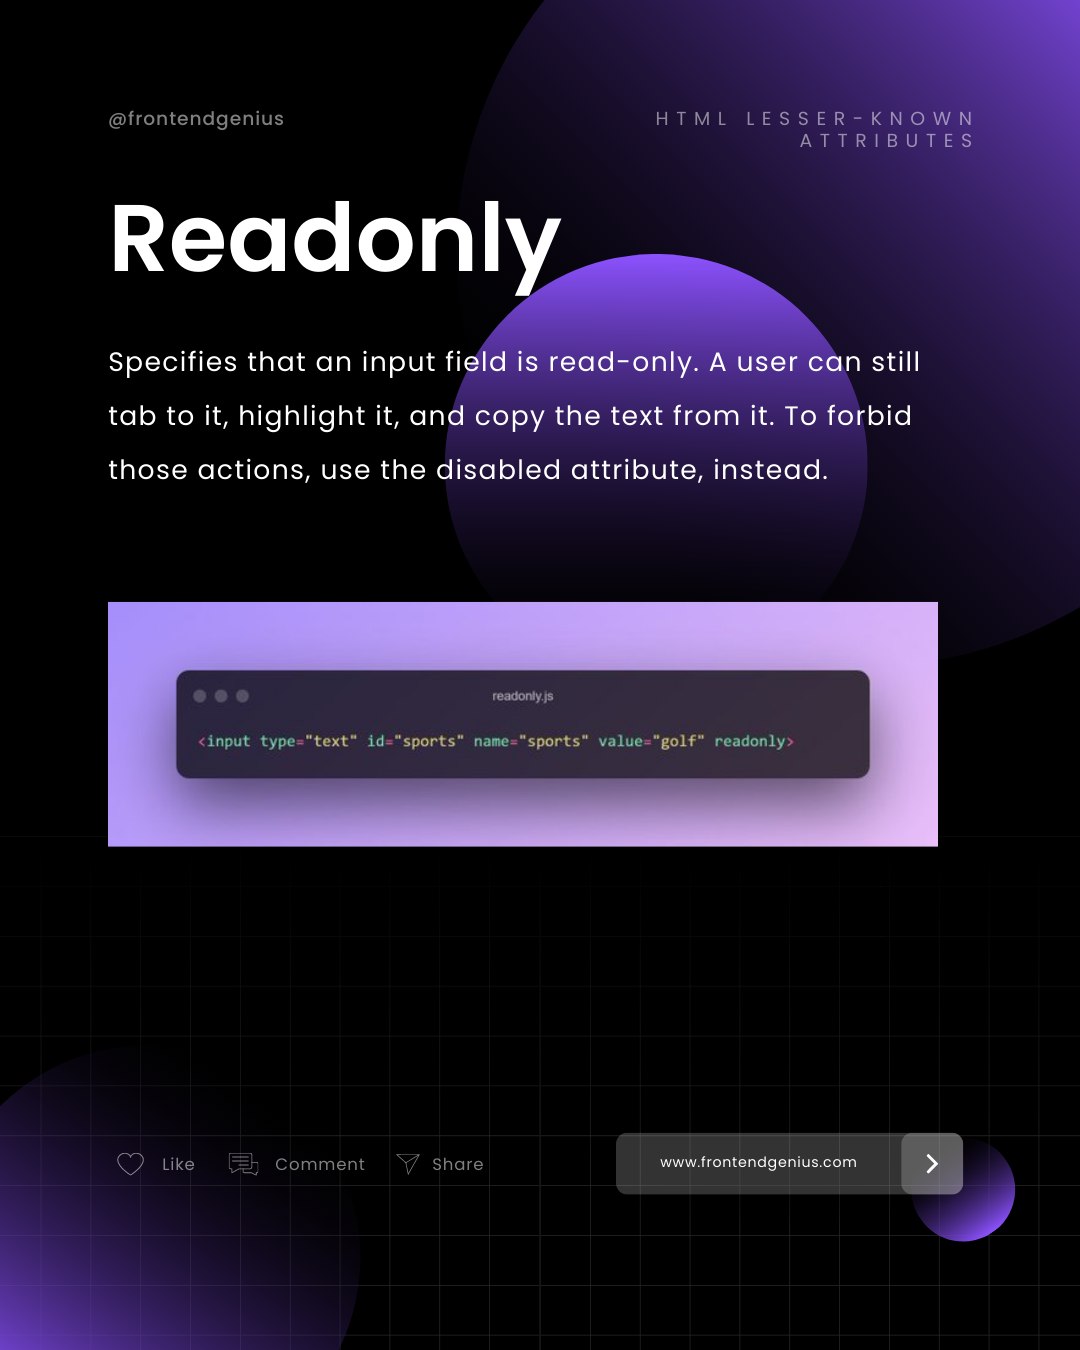 @frontendgenius
HTML LESSER-KNOWN
ATTRIBUTES
Readonly
Specifies that an input field is read-only. A user can still
tab to it, highlight it, and copy the text from it. To forbid
those actions, use the disabled attribute, instead.
readonly.js
<input type="text" id="sports" name="sports" value="golf" readonly>
Like
Comment
Share
www.frontendgenius.com